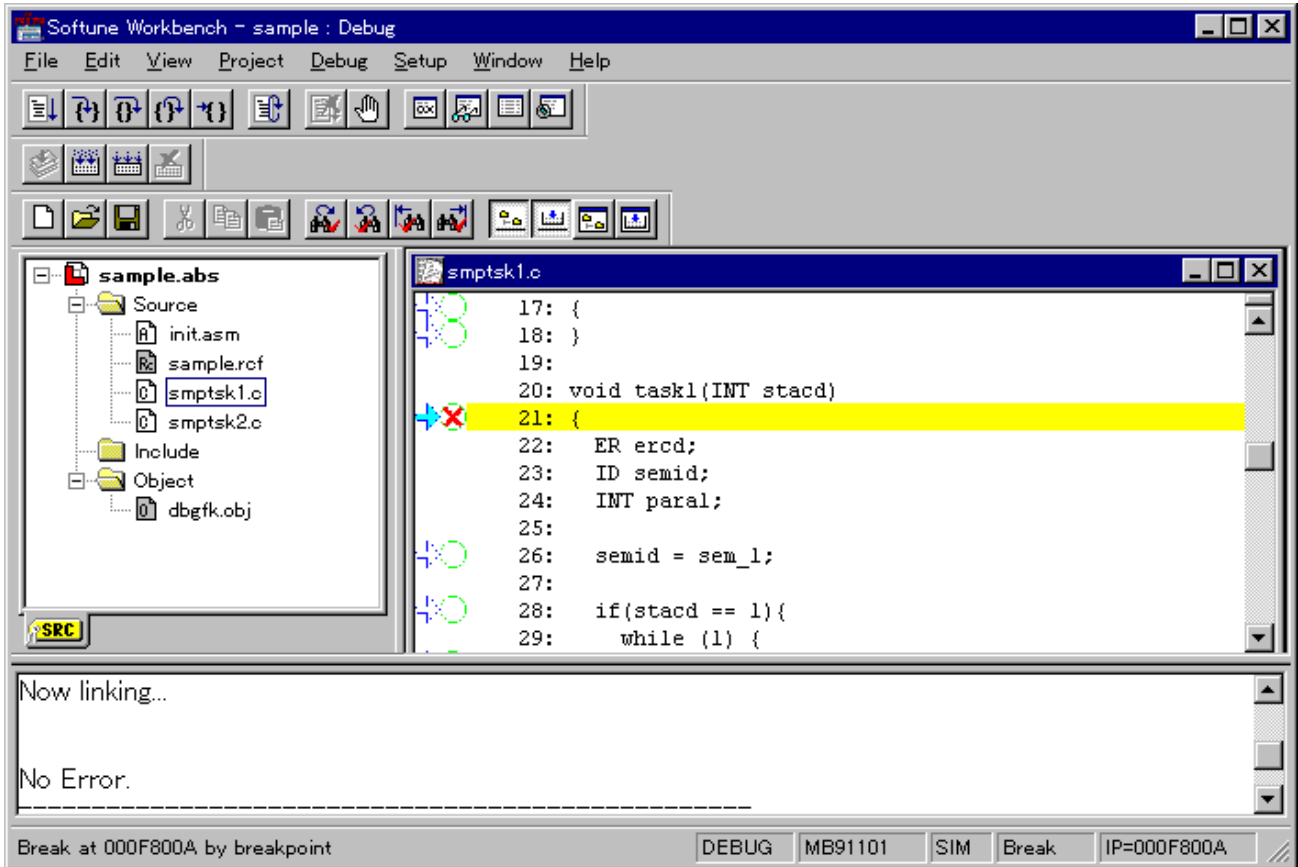 Softune Workbench - sample : Debug
File Edit View Project Debug Setup Window Help
sample.abs
Source
init.asm
sample.rcf
smptsk1.c
smptsk2.c
Include
Object
dbgfk.obj
SRC
smptsk1.c
17: {
18: }
19:
20: void task1(INT stacd)
21: {
22: ER ercd;
23: ID semid;
24: INT para1;
25:
26: semid = sem_1;
27:
28: if(stacd == 1){
29: while (1) {
Now linking...
No Error.
--------------------------------------------------
Break at 000F800A by breakpoint DEBUG MB91101 SIM Break IP=000F800A